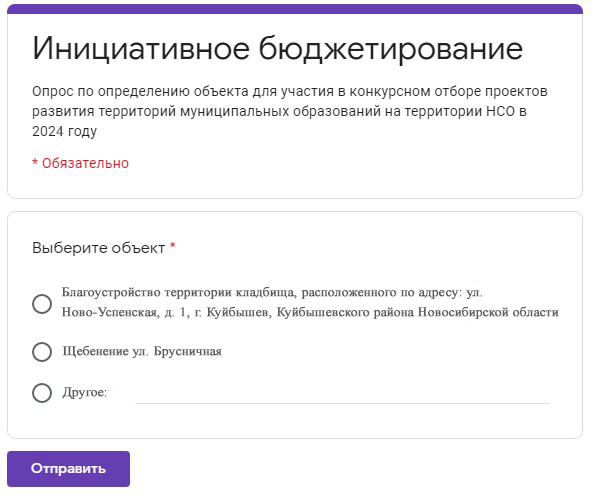 Инициативное бюджетирование
Опрос по определению объекта для участия в конкурсном отборе проектов
развития территорий муниципальных образований на территории НСО в
2024 году
* Обязательно
Выберите объект *
Благоустройство территории кладбища, расположенного по адресу: ул.
Ново-Успенская, д. 1, г. Куйбышев, Куйбышевского района Новосибирской области
Щебенение ул. Брусничная
Другое:
Отправить